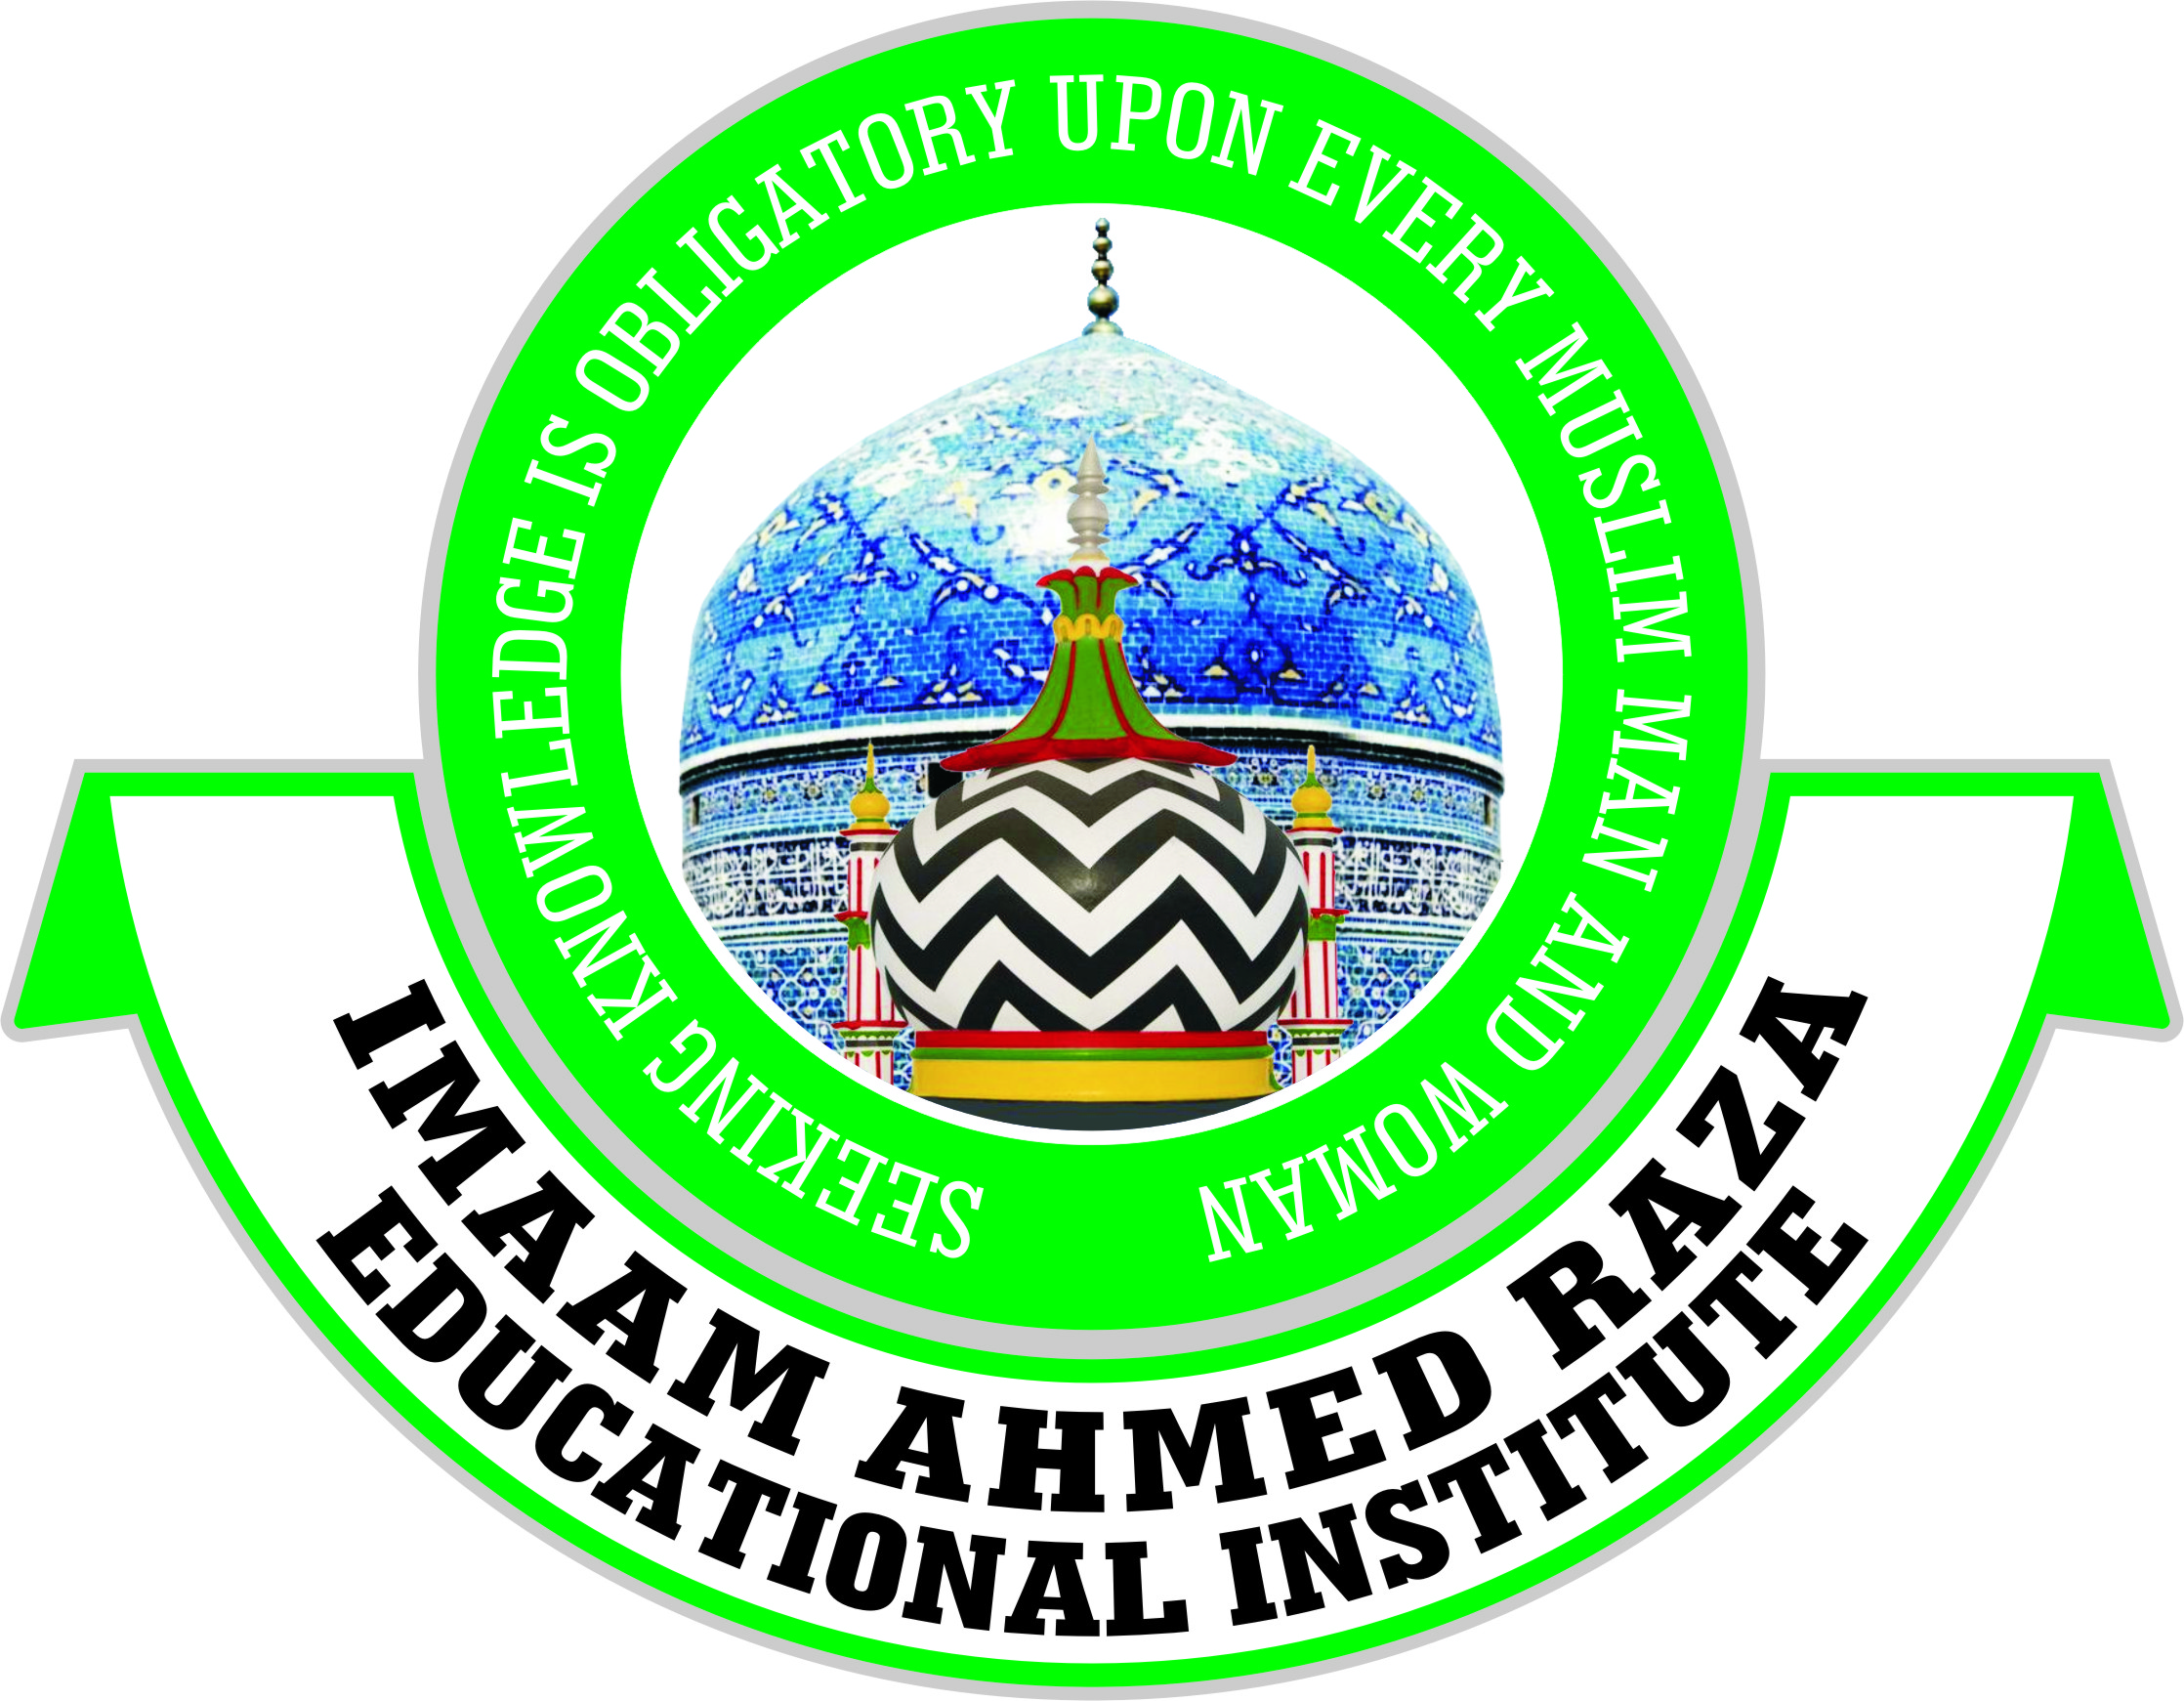 SEEKING KNOWLEDGE IS OBLIGATORY UPON EVERY MUSLIM MAN AND WOMAN
IMAAM AHMED RAZA
EDUCATIONAL INSTITUTE